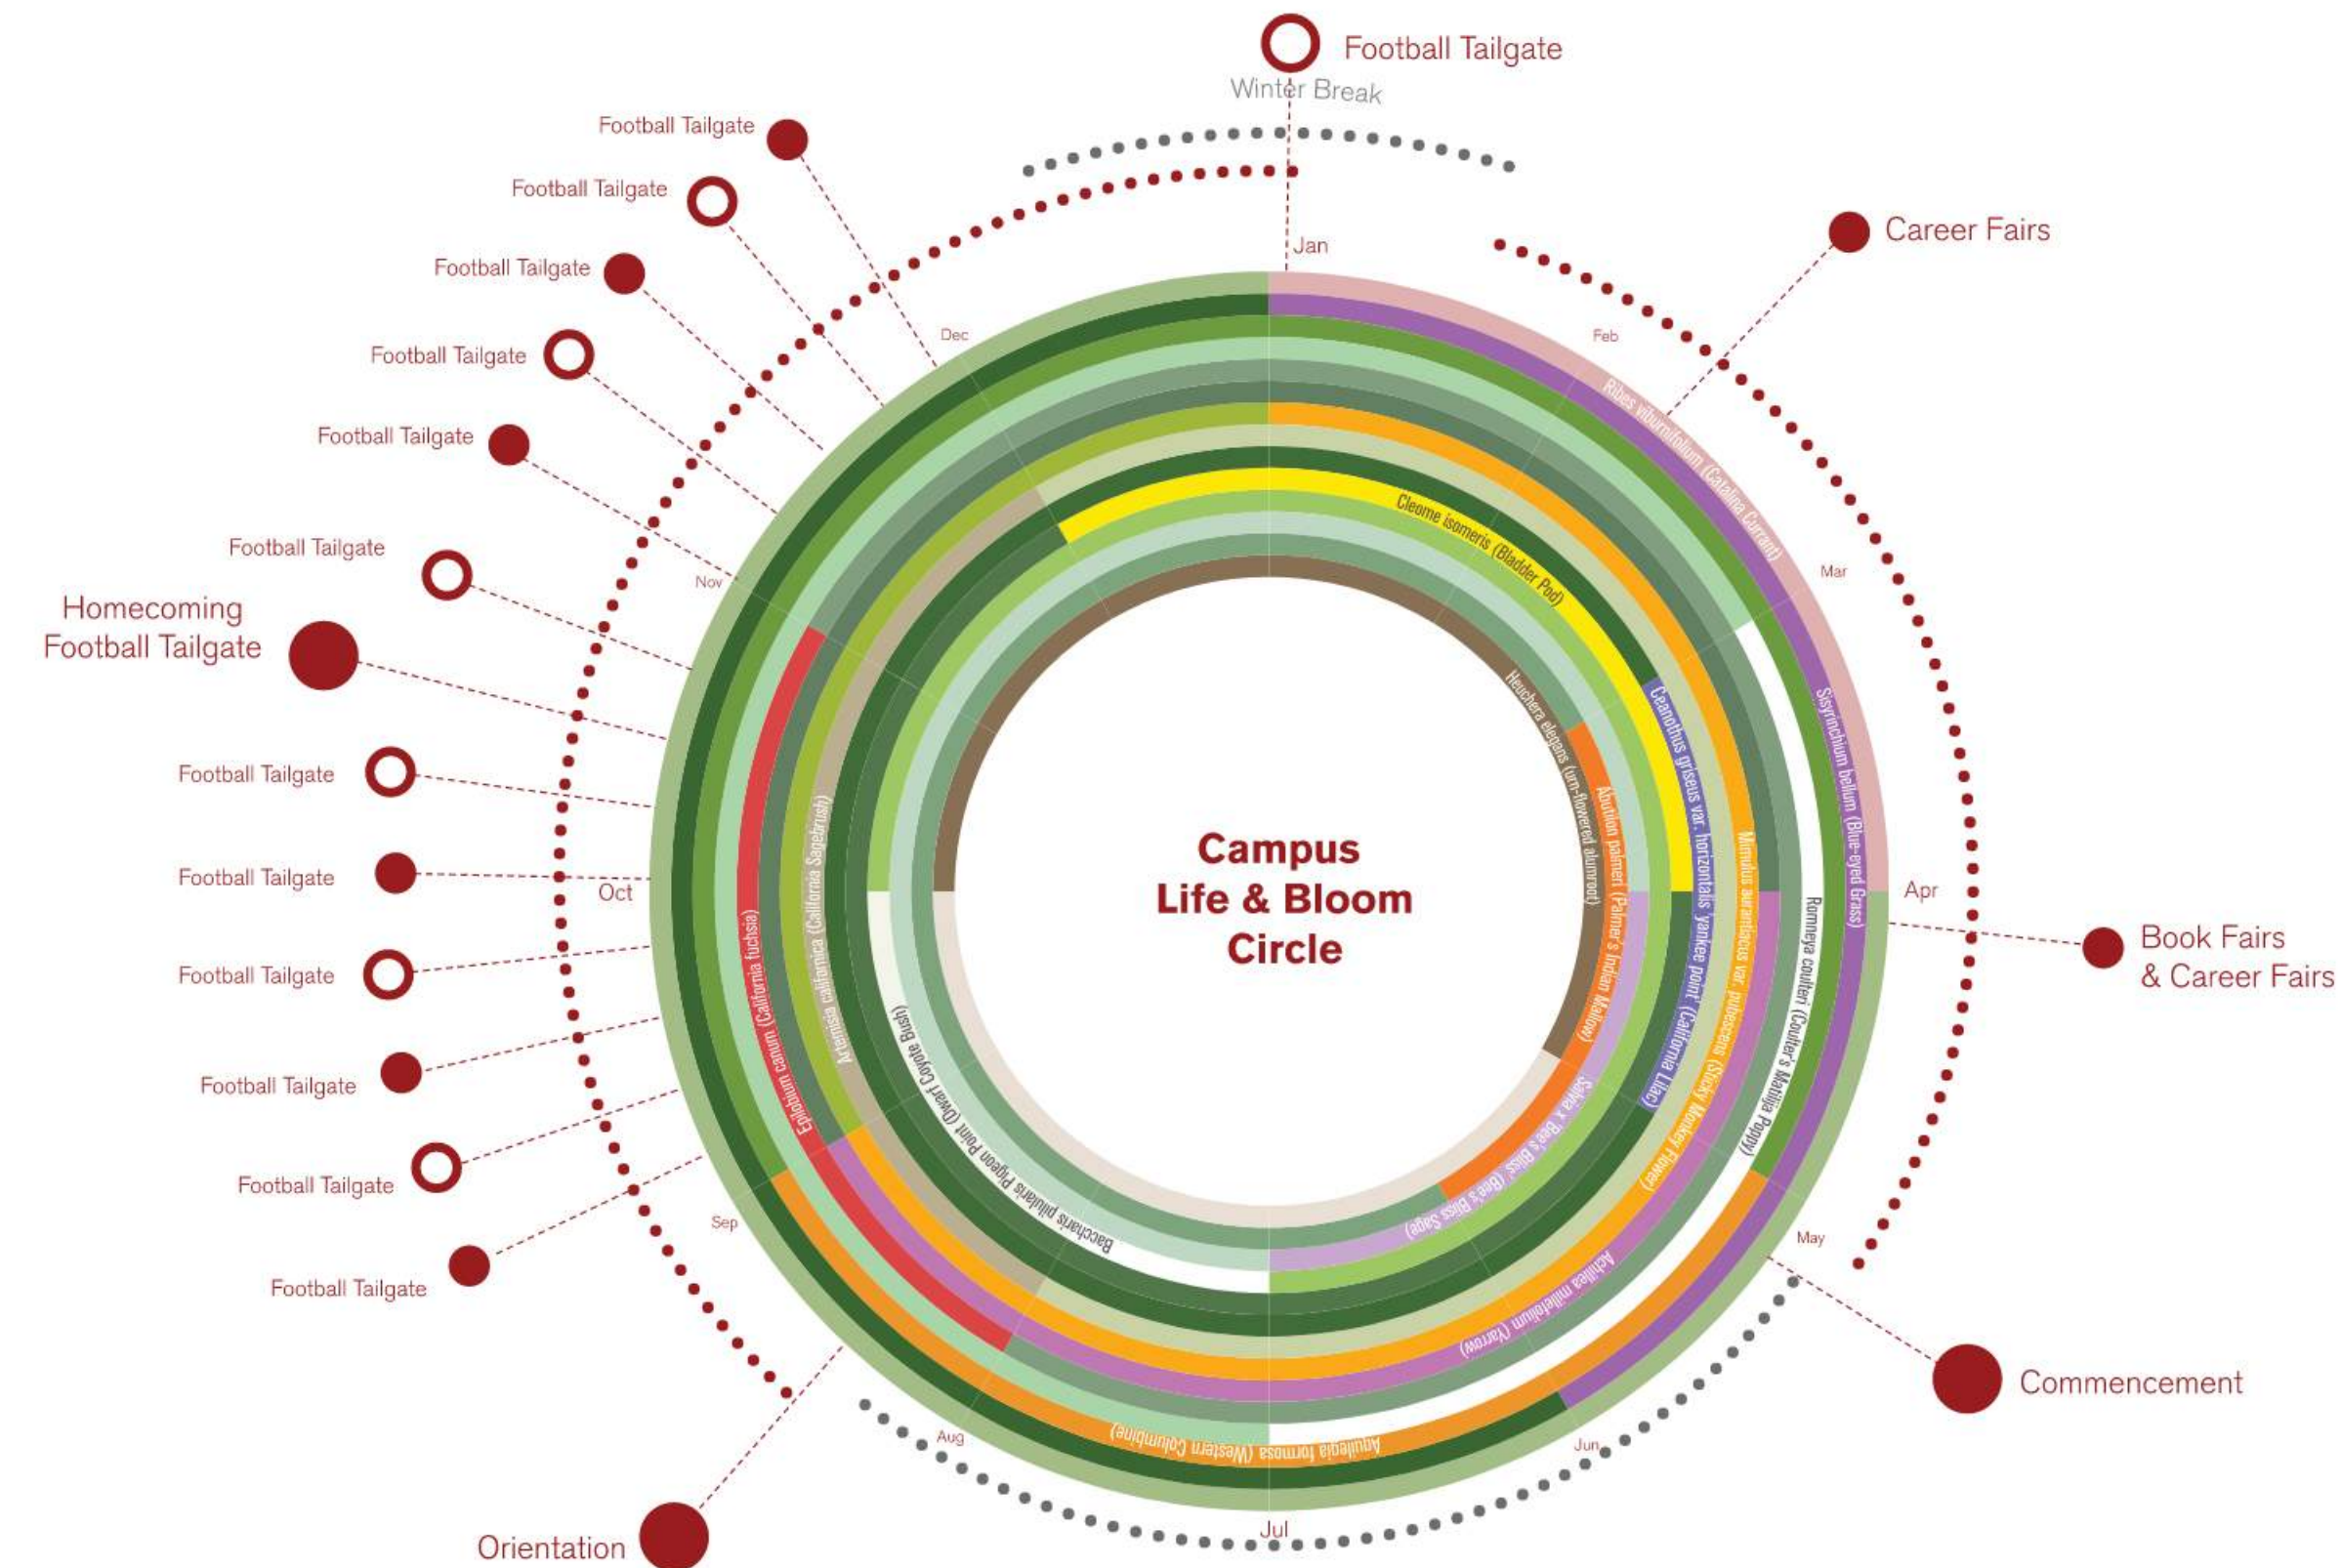 Football Tailgate
Winter Break
Football Tailgate
Football Tailgate
Football Tailgate
Football Tailgate
Football Tailgate
Football Tailgate
Homecoming
Football Tailgate
Football Tailgate
Football Tailgate
Football Tailgate
Football Tailgate
Football Tailgate
Football Tailgate
Orientation
Career Fairs
Book Fairs
& Career Fairs
Commencement
Jan
Feb
Mar
Apr
May
Jun
Jul
Aug
Sep
Oct
Nov
Dec
Ribes viburnifolium (Catalina Currant)
Sisyrinchium bellum (Blue-eyed Grass)
Aquilegia formosa (Western Columbine)
Romneya coulteri (Coulter's Matilija Poppy)
Epilobium canum (California fuchsia)
Achillea millefolium (Yarrow)
Mimulus aurantiacus var. pubescens (Sticky Monkey Flower)
Artemisia californica (California Sagebrush)
Ceanothus griseus var. horizontalis 'yankee point' (California Lilac)
Cleome isomeris (Bladder Pod)
Baccharis pilularis Pigeon Point (Dwarf Coyote Bush)
Salvia x 'Bee's Bliss' (Bee's Bliss Sage)
Abutilon palmeri (Palmer's Indian Mallow)
Heuchera elegans (urn-flowered alumroot)
Campus
Life & Bloom
Circle